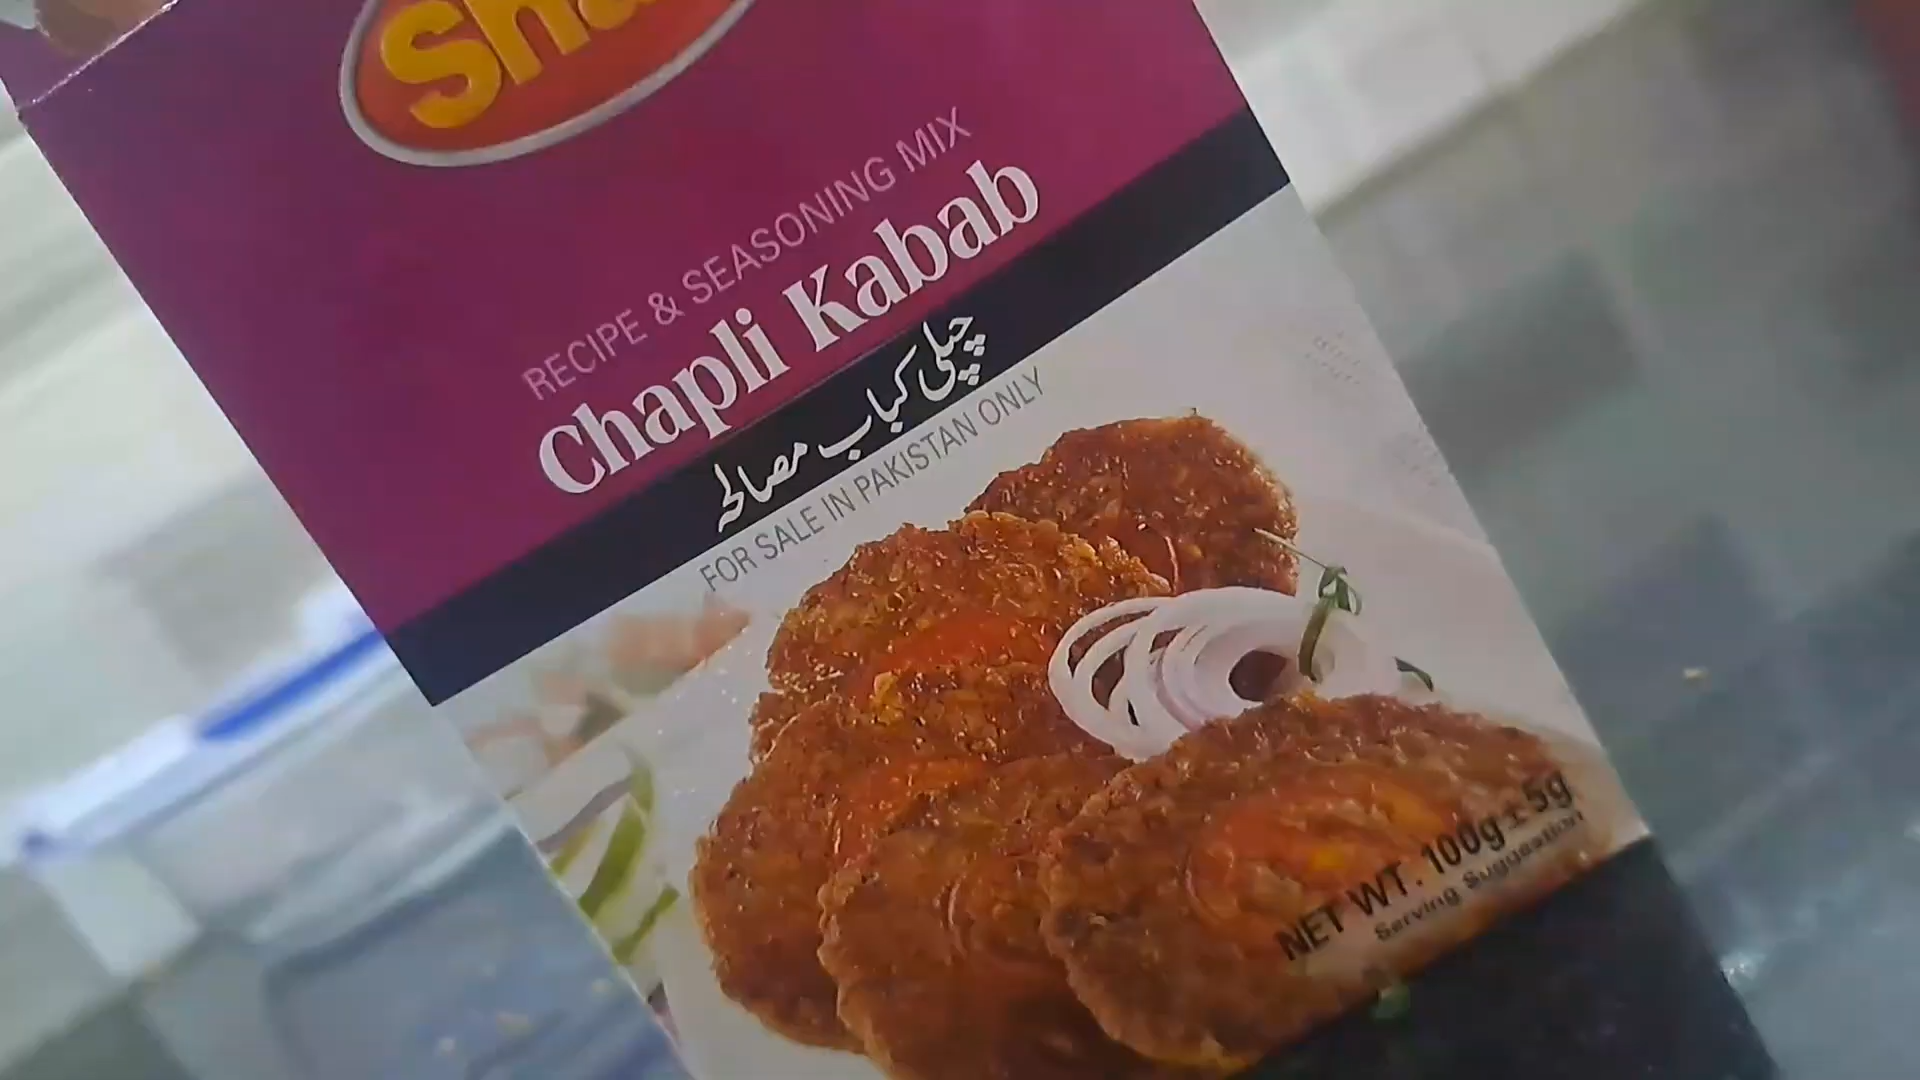 RECIPE & SEASONING MIX
Chapli Kabab
چپلی کباب مصالحہ
FOR SALE IN PAKISTAN ONLY
NET WT. 100g ± 5g
Serving Suggestion